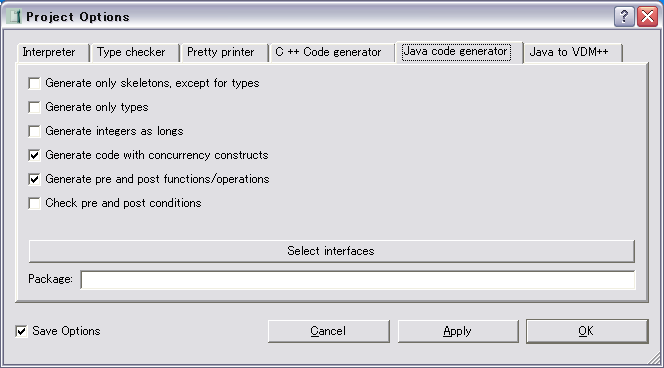 Project Options
Interpreter
Type checker
Pretty printer
C ++ Code generator
Java code generator
Java to VDM++
Generate only skeletons, except for types
Generate only types
Generate integers as longs
Generate code with concurrency constructs
Generate pre and post functions/operations
Check pre and post conditions
Select interfaces
Package:
Save Options
Cancel
Apply
OK